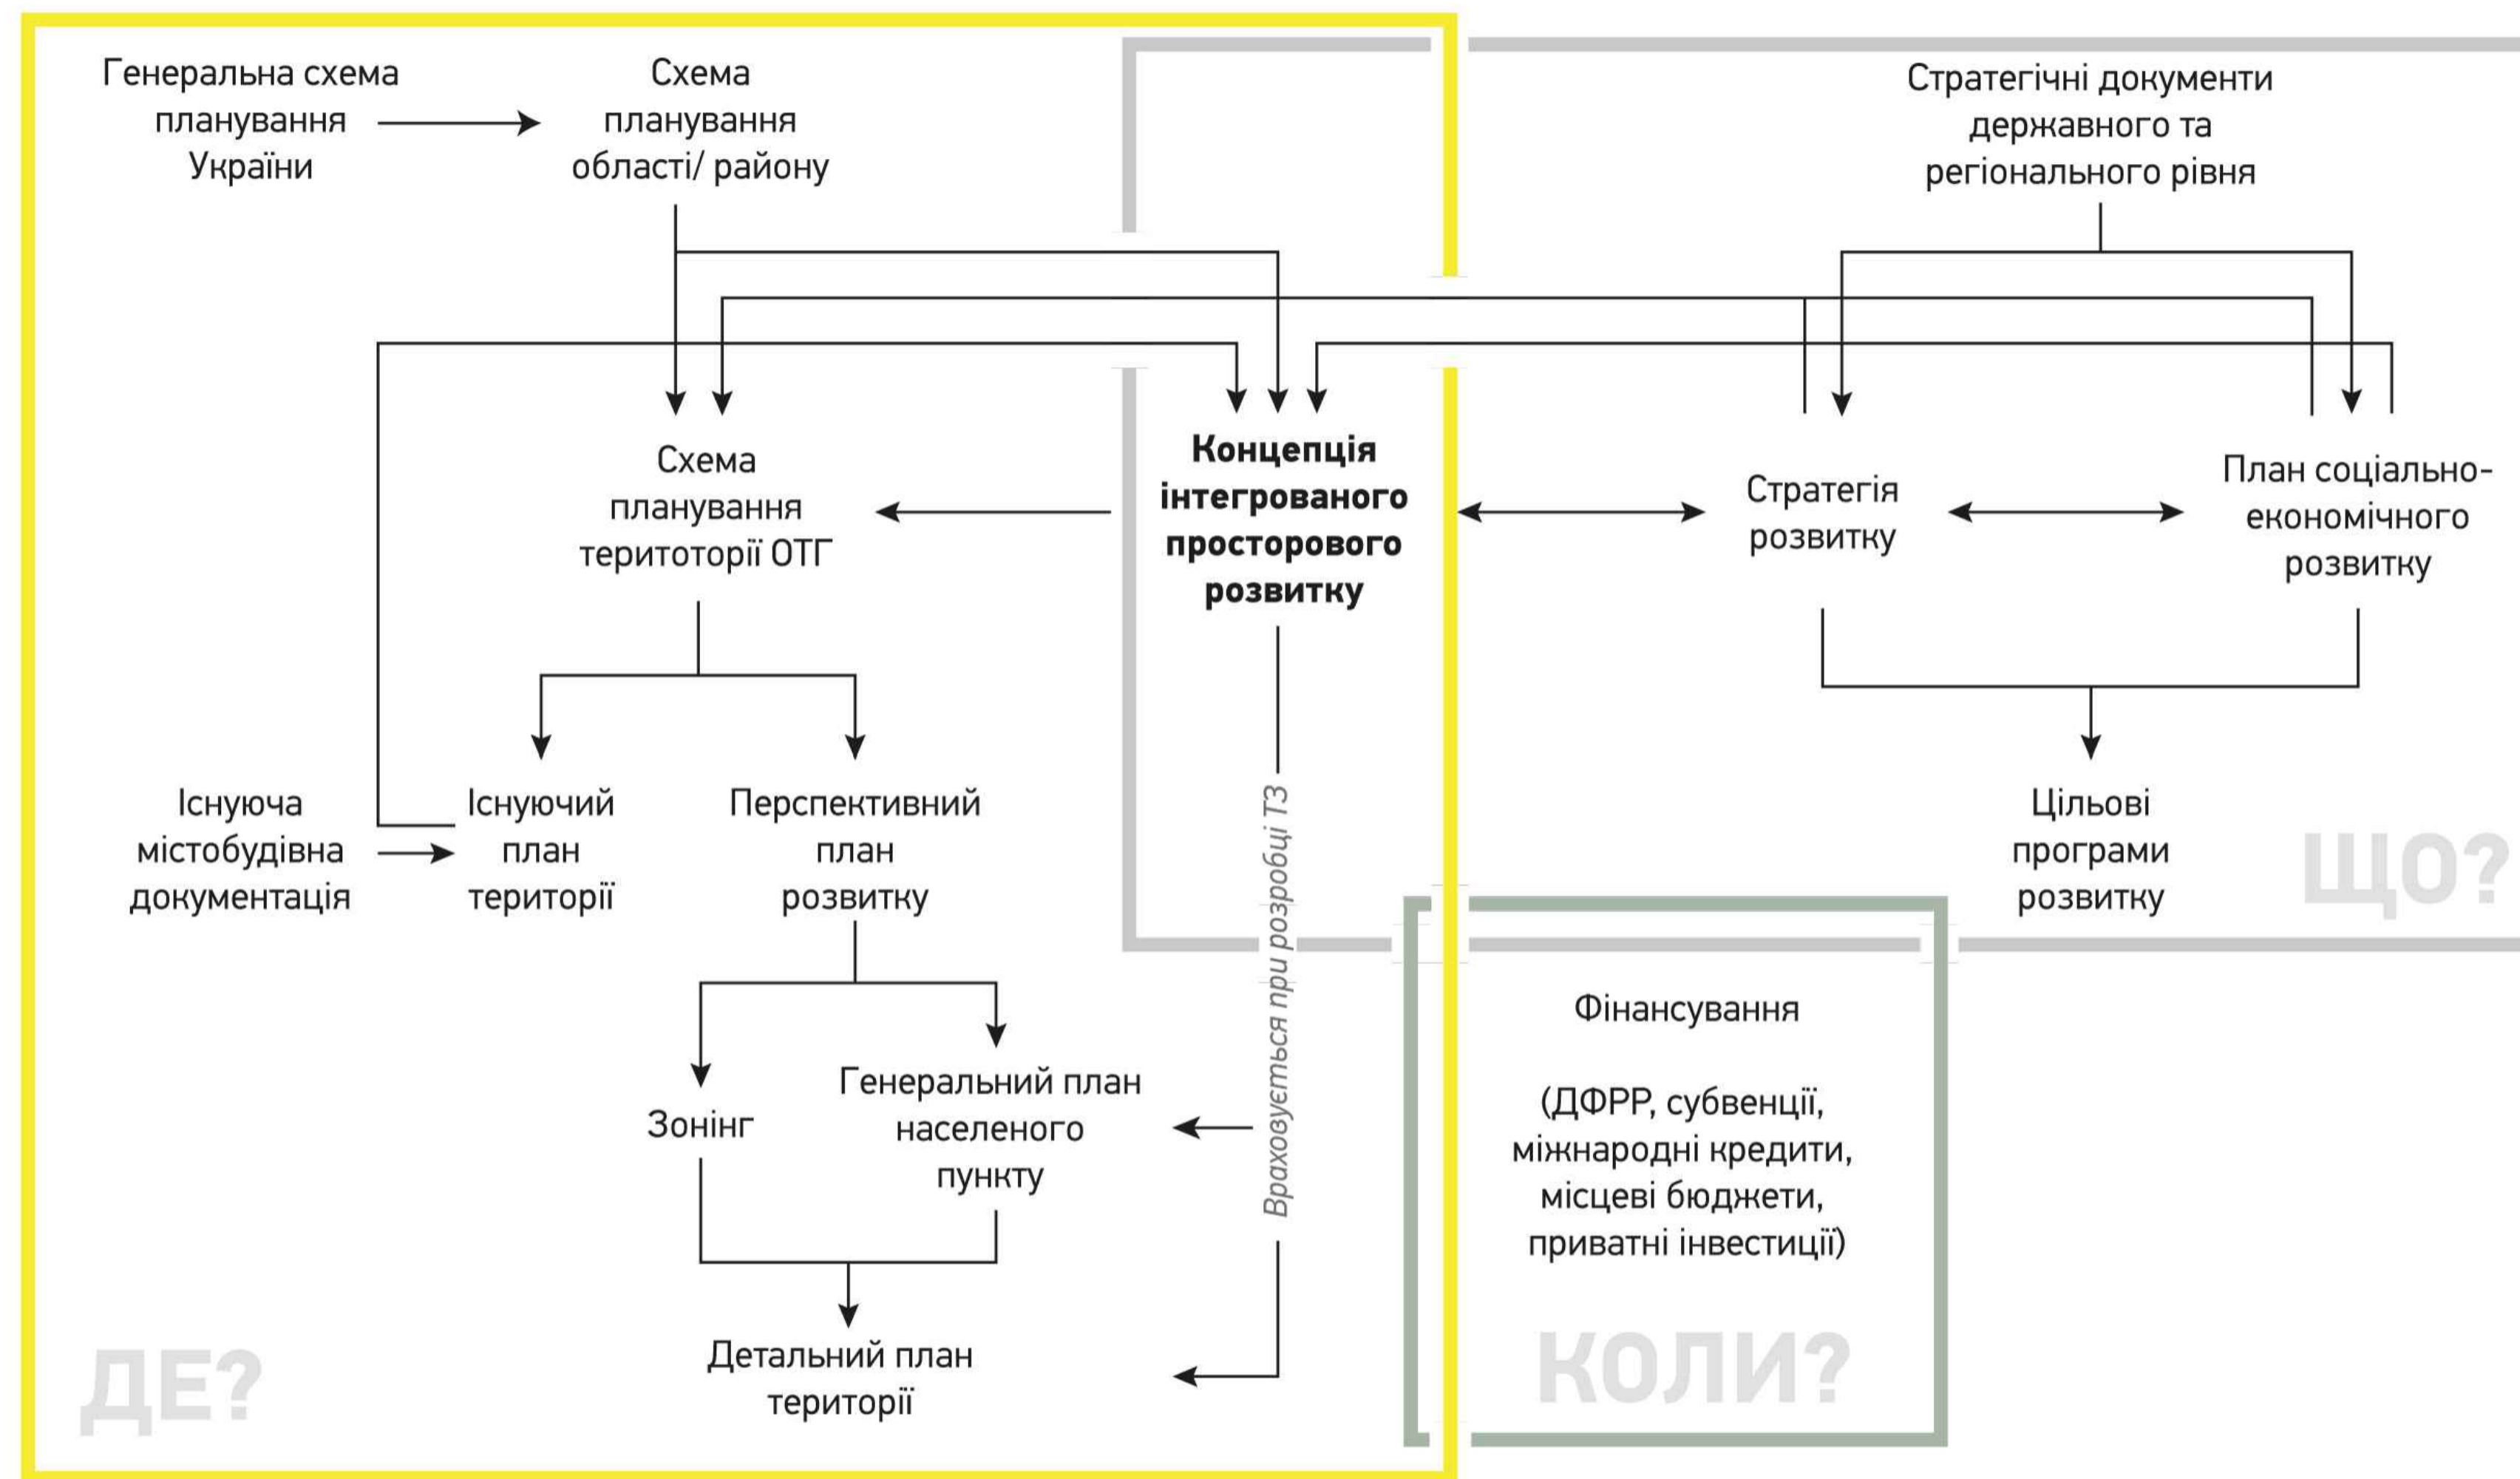 Генеральна схема
планування
України
Схема
планування
області/ району
Стратегічні документи
державного та
регіонального рівня
Схема
планування
теритоторії ОТГ
Концепція
інтегрованого
просторового
розвитку
Стратегія
розвитку
План соціально-
економічного
розвитку
Існуюча
містобудівна
документація
Існуючий
план
території
Перспективний
план
розвитку
Враховується при розробці ТЗ
Цільові
програми
розвитку
ЩО?
Зонінг
Генеральний план
населеного
пункту
Фінансування
(ДФРР, субвенції,
міжнародні кредити,
місцеві бюджети,
приватні інвестиції)
Детальний план
території
ДЕ?
КОЛИ?